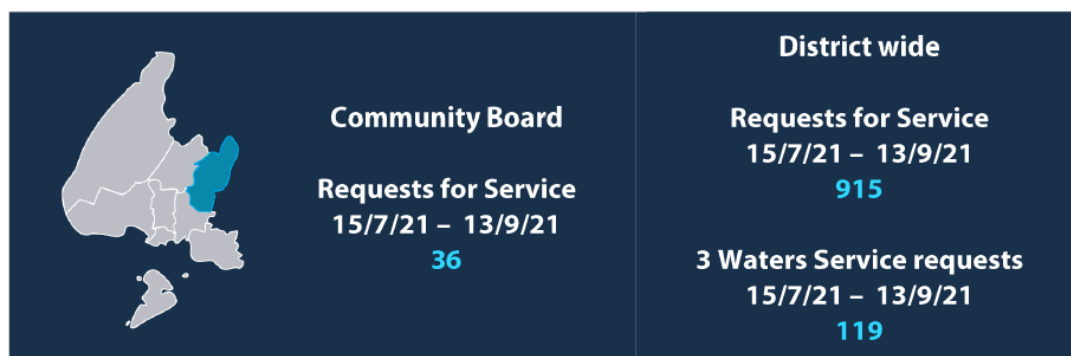 Community Board
Requests for Service
15/7/21 – 13/9/21
36
District wide
Requests for Service
15/7/21 – 13/9/21
915
3 Waters Service requests
15/7/21 – 13/9/21
119